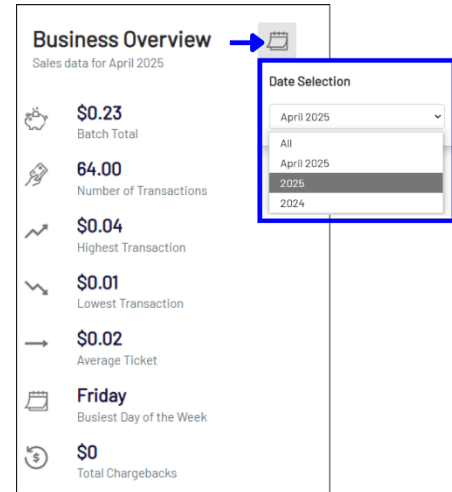 Business Overview
Sales data for April 2025
$0.23
Batch Total
64.00
Number of Transactions
$0.04
Highest Transaction
$0.01
Lowest Transaction
$0.02
Average Ticket
Friday
Busiest Day of the Week
$0
Total Chargebacks
Date Selection
April 2025
All
April 2025
2025
2024